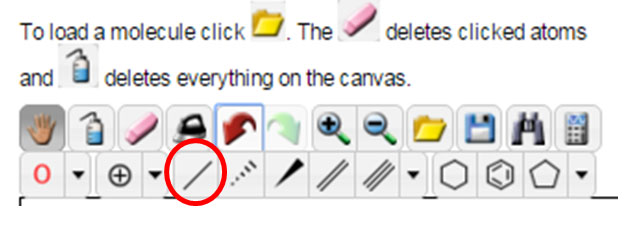 To load a molecule click . The deletes clicked atoms
and deletes everything on the canvas.
O